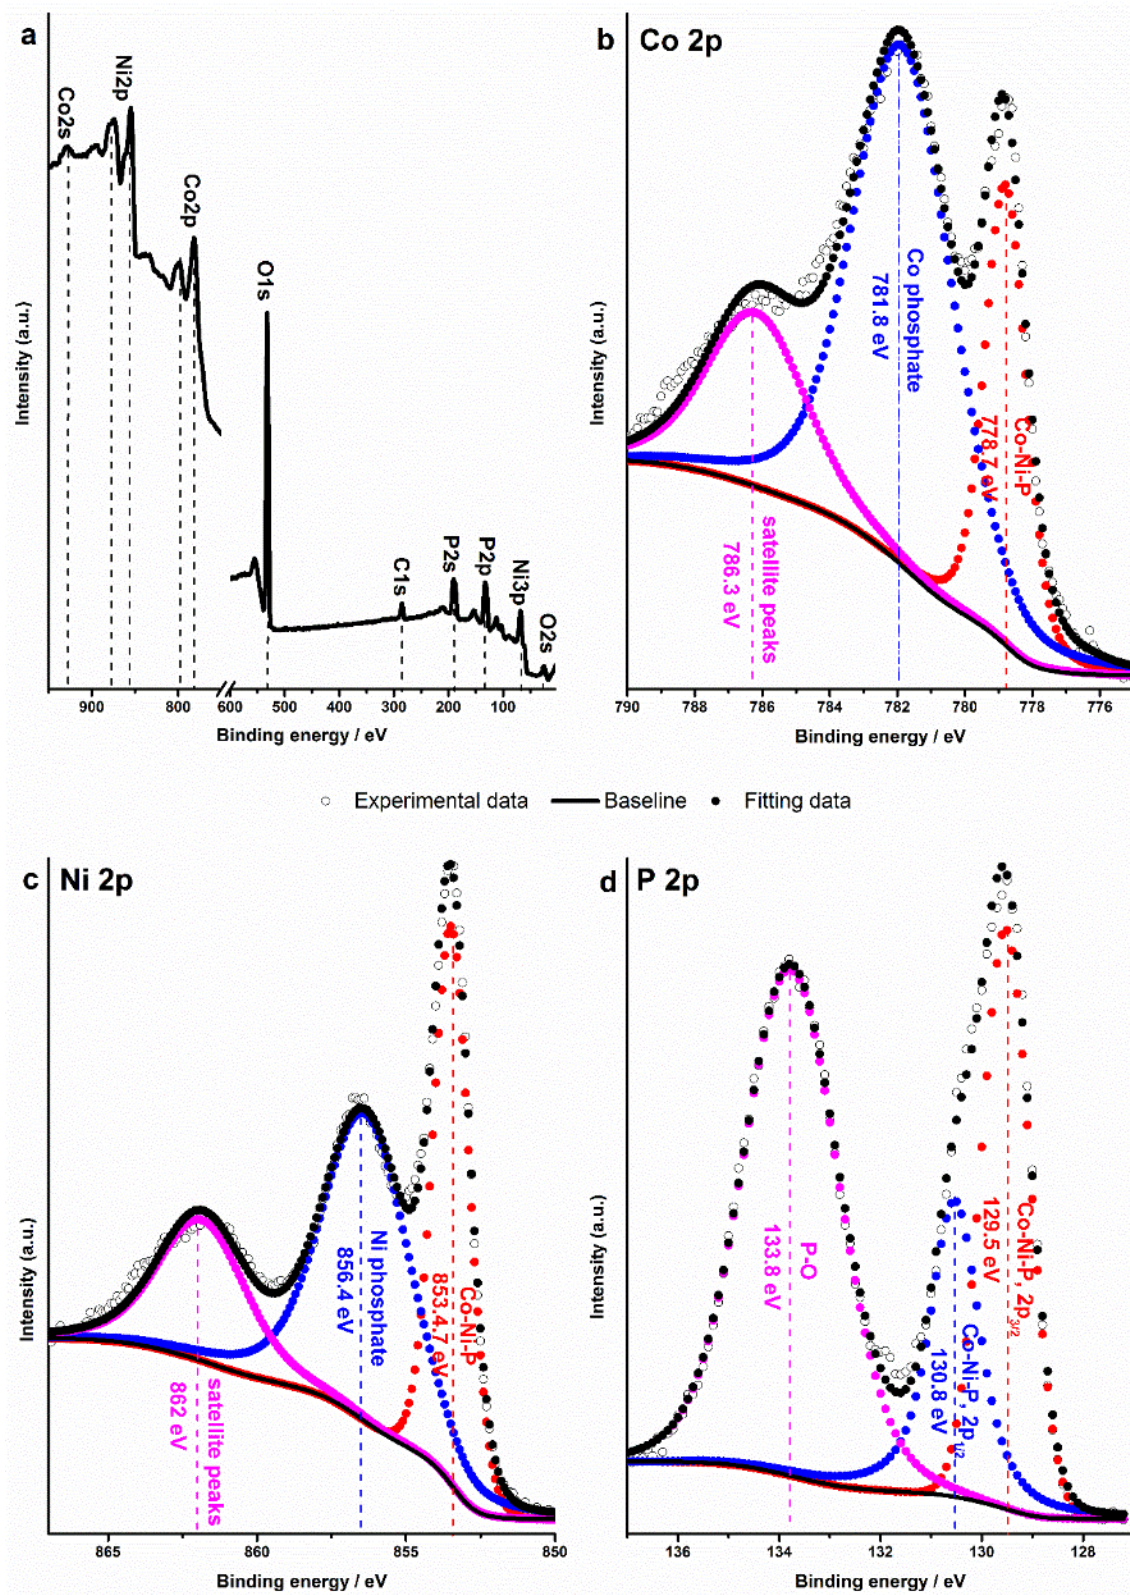 a
Co2s
Ni2p
Co2p
O1s
C1s
P2s
P2p
Ni3p
O2s
Intensity (a.u.)
900 800 600 500 400 300 200 100
Binding energy / eV
b Co 2p
satellite peaks
786.3 eV
Co phosphate
781.8 eV
Co-Ni-P
778.7 eV
Intensity (a.u.)
790 788 786 784 782 780 778 776
Binding energy / eV
Experimental data Baseline Fitting data
c Ni 2p
satellite peaks
862 eV
Ni phosphate
856.4 eV
Co-Ni-P
853.4.7 eV
Intensity (a.u.)
865 860 855 850
Binding energy / eV
d P 2p
P-O
133.8 eV
Co-Ni-P, 2p1/2
130.8 eV
Co-Ni-P, 2p3/2
129.5 eV
Intensity (a.u.)
136 134 132 130 128
Binding energy / eV